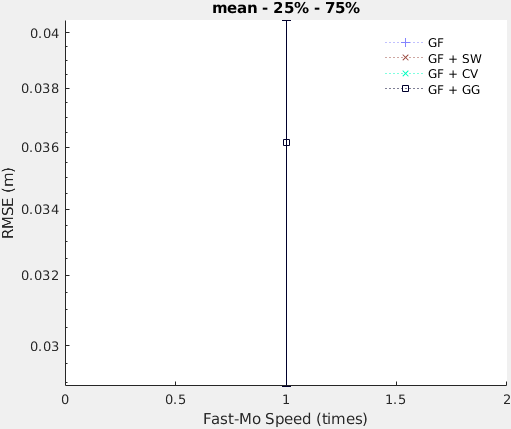 mean - 25% - 75%
0.04
0.038
0.036
0.034
0.032
0.03
RMSE (m)
GF
GF + SW
GF + CV
GF + GG
0
0.5
1
1.5
2
Fast-Mo Speed (times)